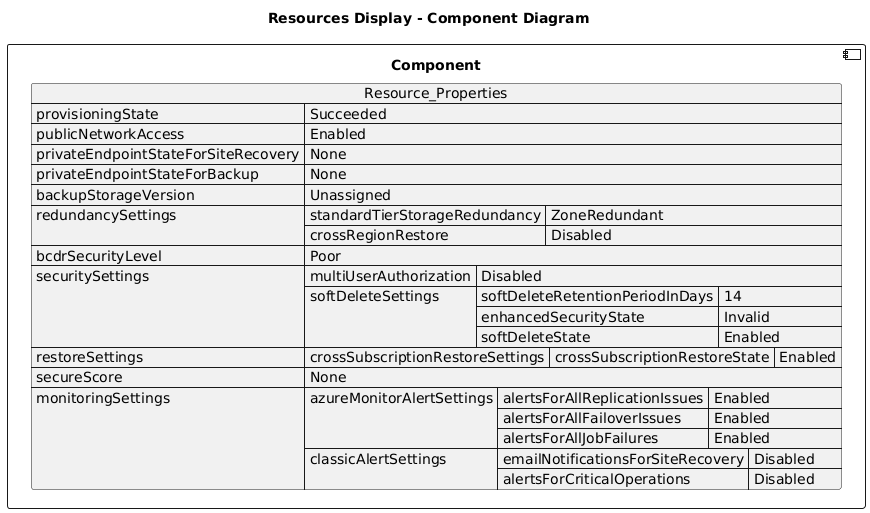 Resources Display - Component Diagram
Component
Resource_Properties
provisioningState Succeeded
publicNetworkAccess Enabled
privateEndpointStateForSiteRecovery None
privateEndpointStateForBackup None
backupStorageVersion Unassigned
redundancySettings standardTierStorageRedundancy ZoneRedundant
crossRegionRestore Disabled
bcdrSecurityLevel Poor
securitySettings multiUserAuthorization Disabled
softDeleteSettings softDeleteRetentionPeriodInDays 14
enhancedSecurityState Invalid
softDeleteState Enabled
restoreSettings crossSubscriptionRestoreSettings crossSubscriptionRestoreState Enabled
secureScore None
monitoringSettings azureMonitorAlertSettings alertsForAllReplicationIssues Enabled
alertsForAllFailoverIssues Enabled
alertsForAllJobFailures Enabled
classicAlertSettings emailNotificationsForSiteRecovery Disabled
alertsForCriticalOperations Disabled